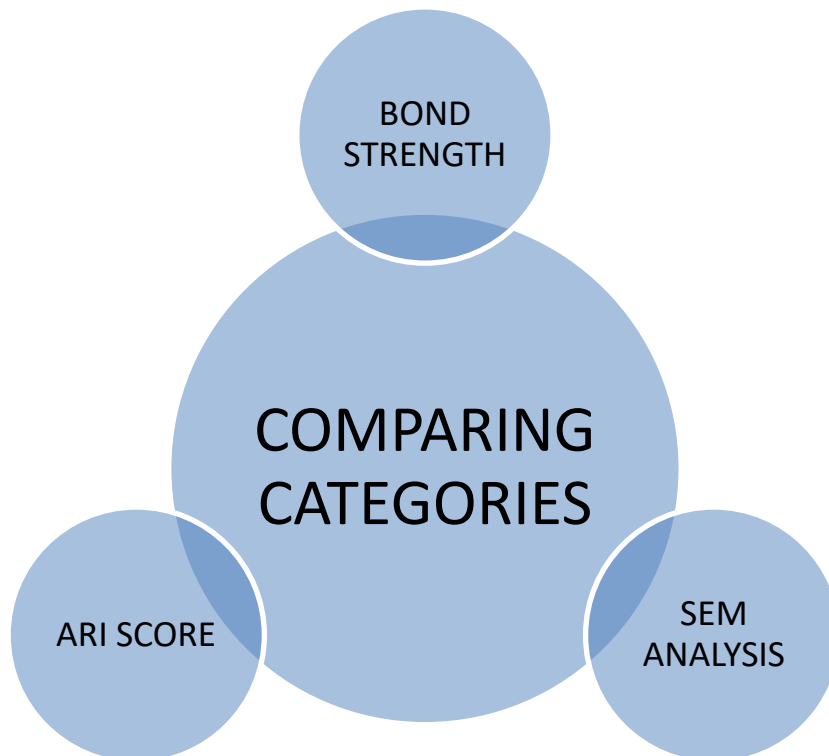 BOND
STRENGTH
COMPARING
CATEGORIES
ARI SCORE
SEM
ANALYSIS